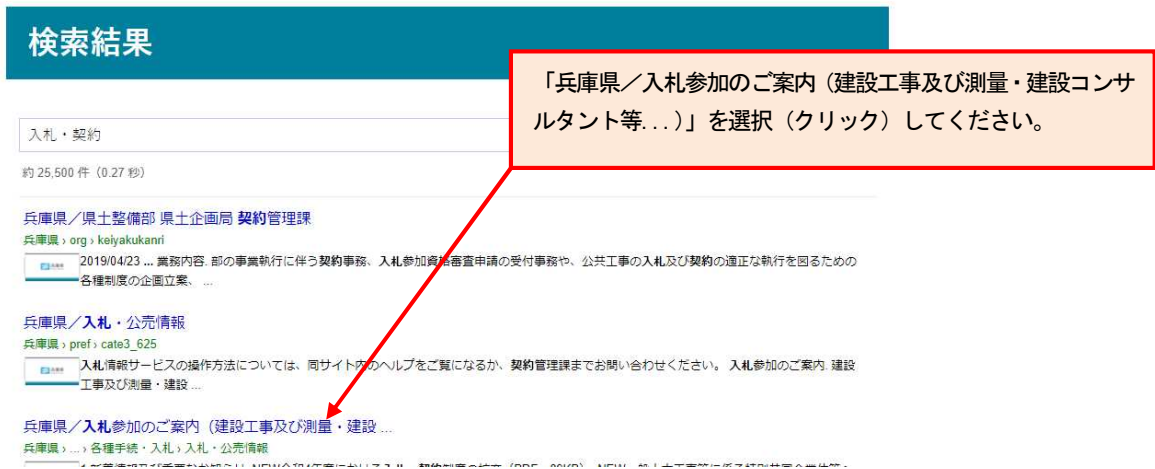 検索結果
「兵庫県／入札参加のご案内（建設工事及び測量・建設コンサ
ルタント等...）」を選択（クリック）してください。
入札・契約
約 25,500 件（0.27 秒）
兵庫県／県土整備部 県土企画局 契約管理課
兵庫県 › org › keiyakukanri
2019/04/23 ... 業務内容. 部の事業執行に伴う契約事務、入札参加資格審査申請の受付事務や、公共工事の入札及び契約の適正な執行を図るための
各種制度の企画立案、 ...
兵庫県／入札・公売情報
兵庫県 › pref › cate3_625
入札情報サービスの操作方法については、同サイト内のヘルプをご覧になるか、契約管理課までお問い合わせください。 入札参加のご案内. 建設
工事及び測量・建設 ...
兵庫県／入札参加のご案内（建設工事及び測量・建設 ...
兵庫県 › ... › 各種手続・入札 › 入札・公売情報